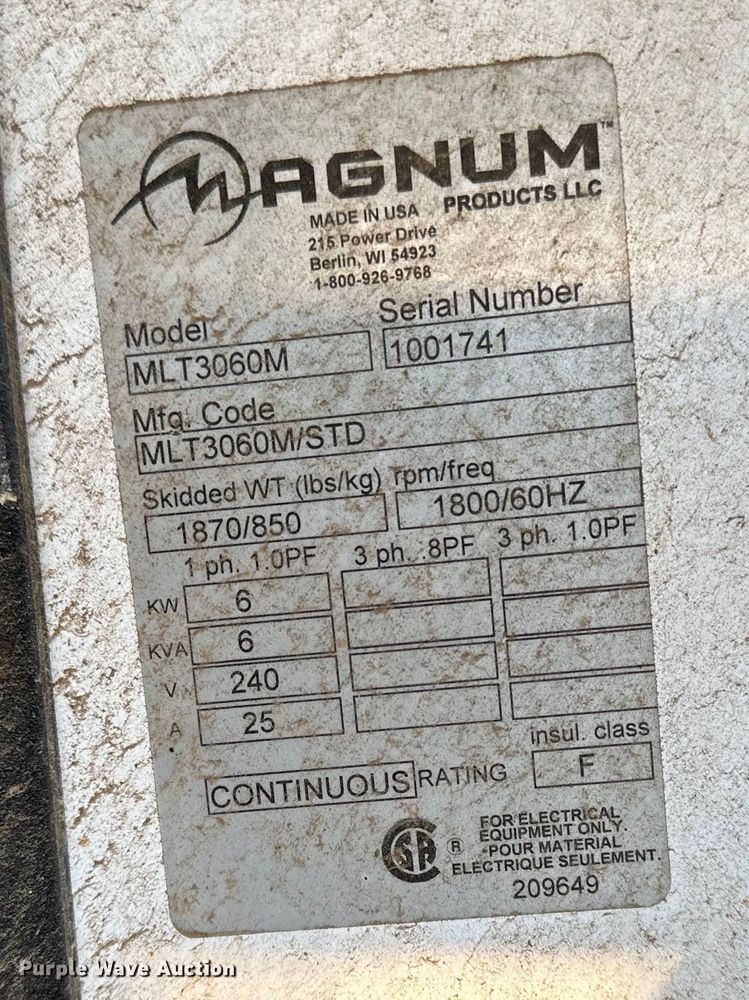 MAGNUM™
PRODUCTS LLC
MADE IN USA
215 Power Drive
Berlin, WI 54923
1-800-926-9768
Model
Serial Number
MLT3060M
1001741
Mfg. Code
MLT3060M/STD
Skidded WT (lbs/kg) rpm/freq
1870/850 1800/60HZ
1 ph. 1.0PF 3 ph. .8PF 3 ph. 1.0PF
KW 6
KVA 6
V 240
A 25
insul. class
CONTINUOUS RATING F
CSA ® FOR ELECTRICAL
EQUIPMENT ONLY.
POUR MATERIAL
ELECTRIQUE SEULEMENT.
209649
Purple Wave Auction